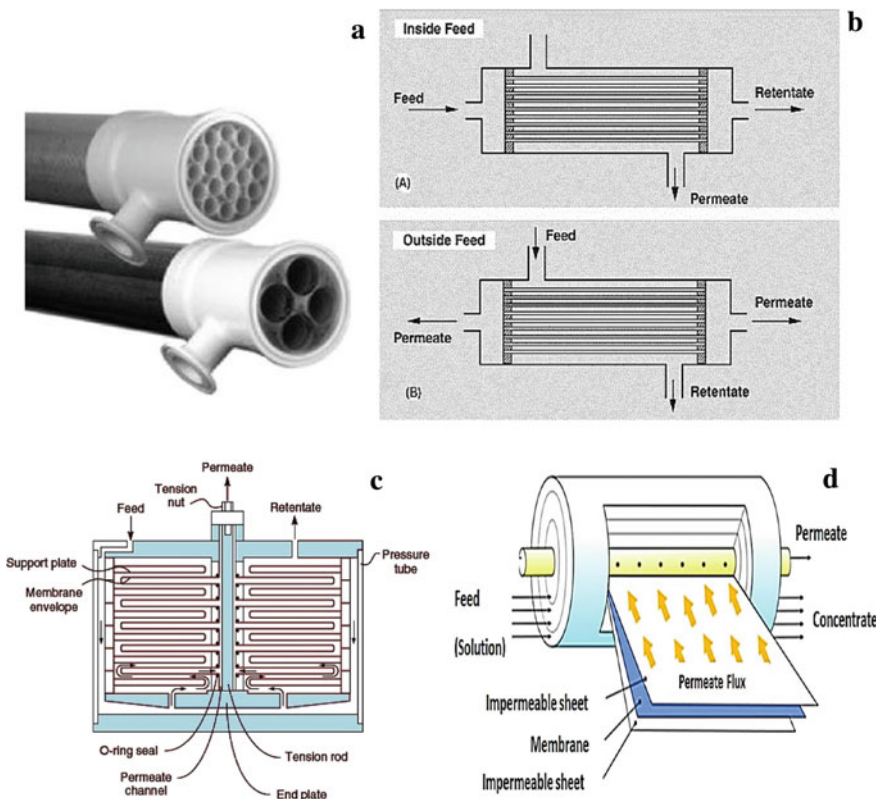 a
b
Inside Feed
Feed
Retentate
(A)
Permeate
Outside Feed
Feed
Permeate
Permeate
(B)
Retentate
c
Permeate
Tension
nut
Feed
Retentate
Support plate
Membrane
envelope
Pressure
tube
O-ring seal
Permeate
channel
End plate
Tension rod
d
Permeate
Feed
(Solution)
Concentrate
Permeate Flux
Impermeable sheet
Membrane
Impermeable sheet